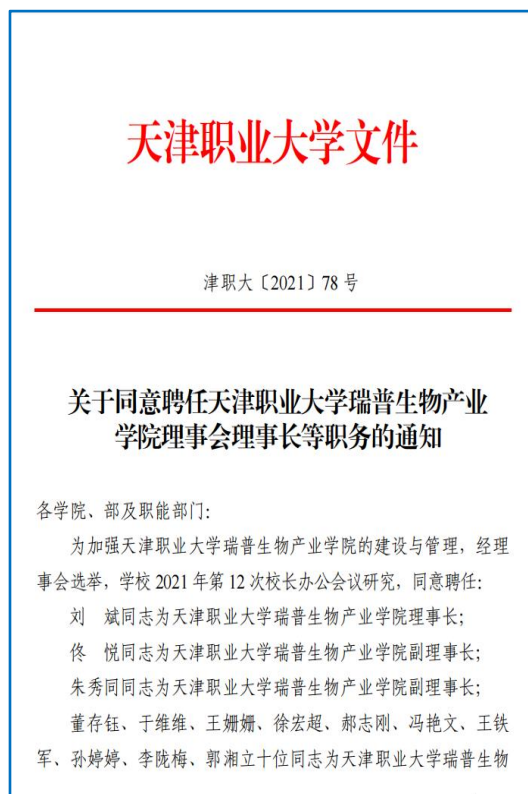 天津职业大学文件
津职大〔2021〕78 号
关于同意聘任天津职业大学瑞普生物产业
学院理事会理事长等职务的通知
各学院、部及职能部门：
为加强天津职业大学瑞普生物产业学院的建设与管理，经理
事会选举，学校 2021 年第 12 次校长办公会议研究，同意聘任：
刘　斌同志为天津职业大学瑞普生物产业学院理事长；
佟　悦同志为天津职业大学瑞普生物产业学院副理事长；
朱秀同同志为天津职业大学瑞普生物产业学院副理事长；
董存钰、于维维、王姗姗、徐宏超、郝志刚、冯艳文、王铁
军、孙婷婷、李陇梅、郭湘立十位同志为天津职业大学瑞普生物